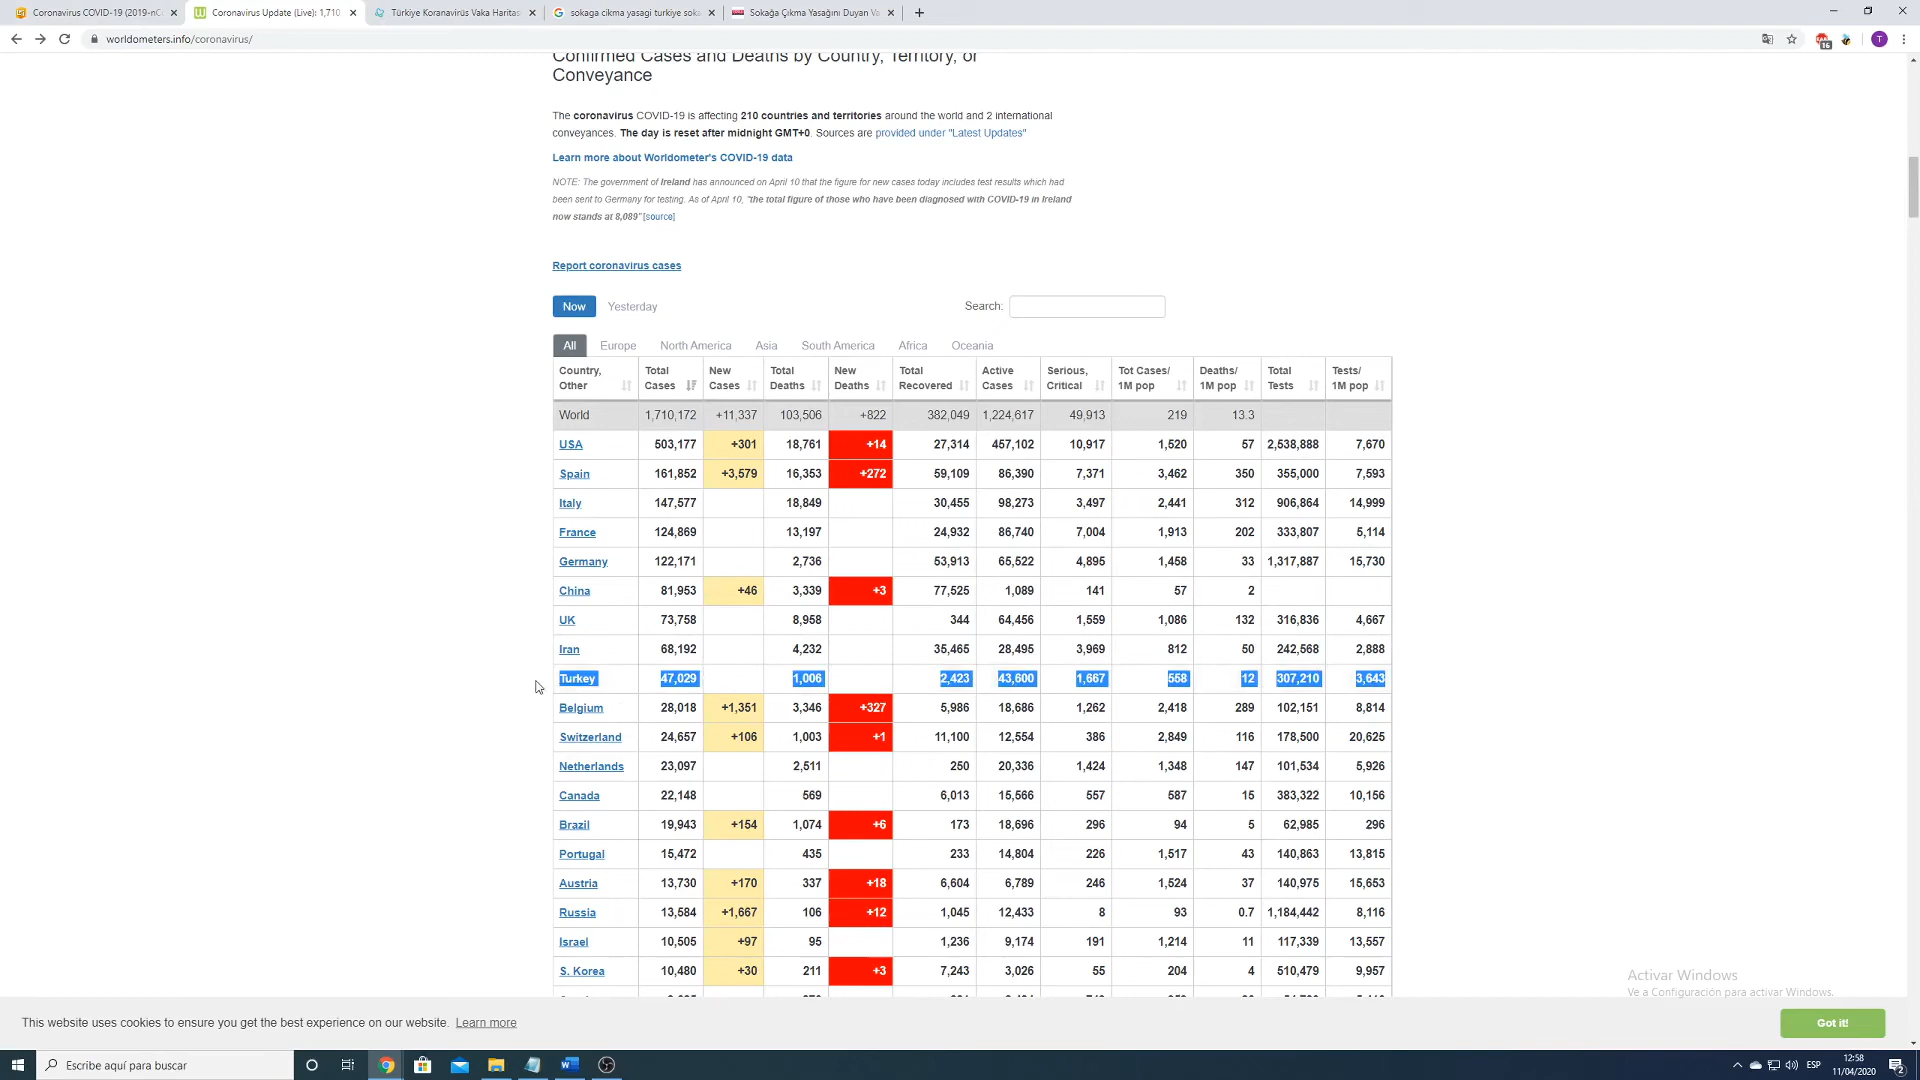 Coronavirus COVID-19 (2019-nC
Coronavirus Update (Live): 1,710
Türkiye Koranavirüs Vaka Haritas
sokaga cikma yasagi turkiye soka
Sokağa Çıkma Yasağını Duyan Va
worldometers.info/coronavirus/
16
T
Confirmed Cases and Deaths by Country, Territory, or
Conveyance
The coronavirus COVID-19 is affecting 210 countries and territories around the world and 2 international
conveyances. The day is reset after midnight GMT+0. Sources are provided under "Latest Updates"
Learn more about Worldometer's COVID-19 data
NOTE: The government of Ireland has announced on April 10 that the figure for new cases today includes test results which had
been sent to Germany for testing. As of April 10, "the total figure of those who have been diagnosed with COVID-19 in Ireland
now stands at 8,089" [source]
Report coronavirus cases
Now Yesterday Search:
All Europe North America Asia South America Africa Oceania
Country, Total New Total New Total Active Serious, Tot Cases/ Deaths/ Total Tests/
Other Cases Cases Deaths Deaths Recovered Cases Critical 1M pop 1M pop Tests 1M pop
World 1,710,172 +11,337 103,506 +822 382,049 1,224,617 49,913 219 13.3
USA 503,177 +301 18,761 +14 27,314 457,102 10,917 1,520 57 2,538,888 7,670
Spain 161,852 +3,579 16,353 +272 59,109 86,390 7,371 3,462 350 355,000 7,593
Italy 147,577 18,849 30,455 98,273 3,497 2,441 312 906,864 14,999
France 124,869 13,197 24,932 86,740 7,004 1,913 202 333,807 5,114
Germany 122,171 2,736 53,913 65,522 4,895 1,458 33 1,317,887 15,730
China 81,953 +46 3,339 +3 77,525 1,089 141 57 2
UK 73,758 8,958 344 64,456 1,559 1,086 132 316,836 4,667
Iran 68,192 4,232 35,465 28,495 3,969 812 50 242,568 2,888
Turkey 47,029 1,006 2,423 43,600 1,667 558 12 307,210 3,643
Belgium 28,018 +1,351 3,346 +327 5,986 18,686 1,262 2,418 289 102,151 8,814
Switzerland 24,657 +106 1,003 +1 11,100 12,554 386 2,849 116 178,500 20,625
Netherlands 23,097 2,511 250 20,336 1,424 1,348 147 101,534 5,926
Canada 22,148 569 6,013 15,566 557 587 15 383,322 10,156
Brazil 19,943 +154 1,074 +6 173 18,696 296 94 5 62,985 296
Portugal 15,472 435 233 14,804 226 1,517 43 140,863 13,815
Austria 13,730 +170 337 +18 6,604 6,789 246 1,524 37 140,975 15,653
Russia 13,584 +1,667 106 +12 1,045 12,433 8 93 0.7 1,184,442 8,116
Israel 10,505 +97 95 1,236 9,174 191 1,214 11 117,339 13,557
S. Korea 10,480 +30 211 +3 7,243 3,026 55 204 4 510,479 9,957
Activar Windows
Ve a Configuración para activar Windows.
This website uses cookies to ensure you get the best experience on our website. Learn more
Got it!
Escribe aquí para buscar
ESP
12:58
11/04/2020
2